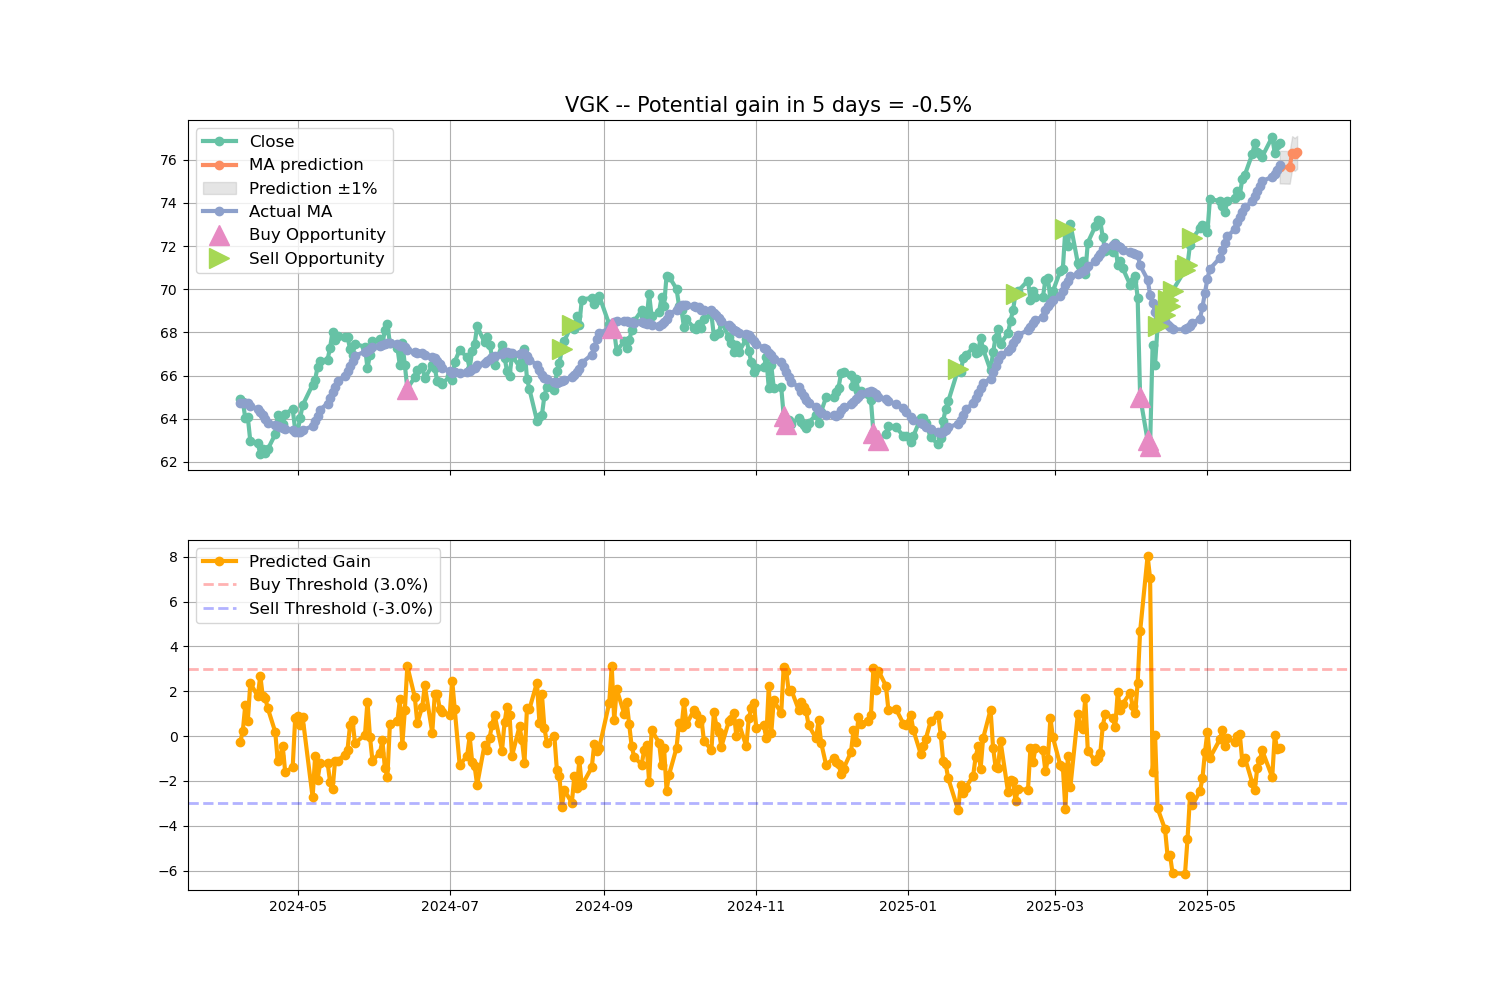 VGK -- Potential gain in 5 days = -0.5%
Close
MA prediction
Prediction ±1%
Actual MA
Buy Opportunity
Sell Opportunity
76
74
72
70
68
66
64
62
Predicted Gain
Buy Threshold (3.0%)
Sell Threshold (-3.0%)
8
6
4
2
0
−2
−4
−6
2024-05 2024-07 2024-09 2024-11 2025-01 2025-03 2025-05